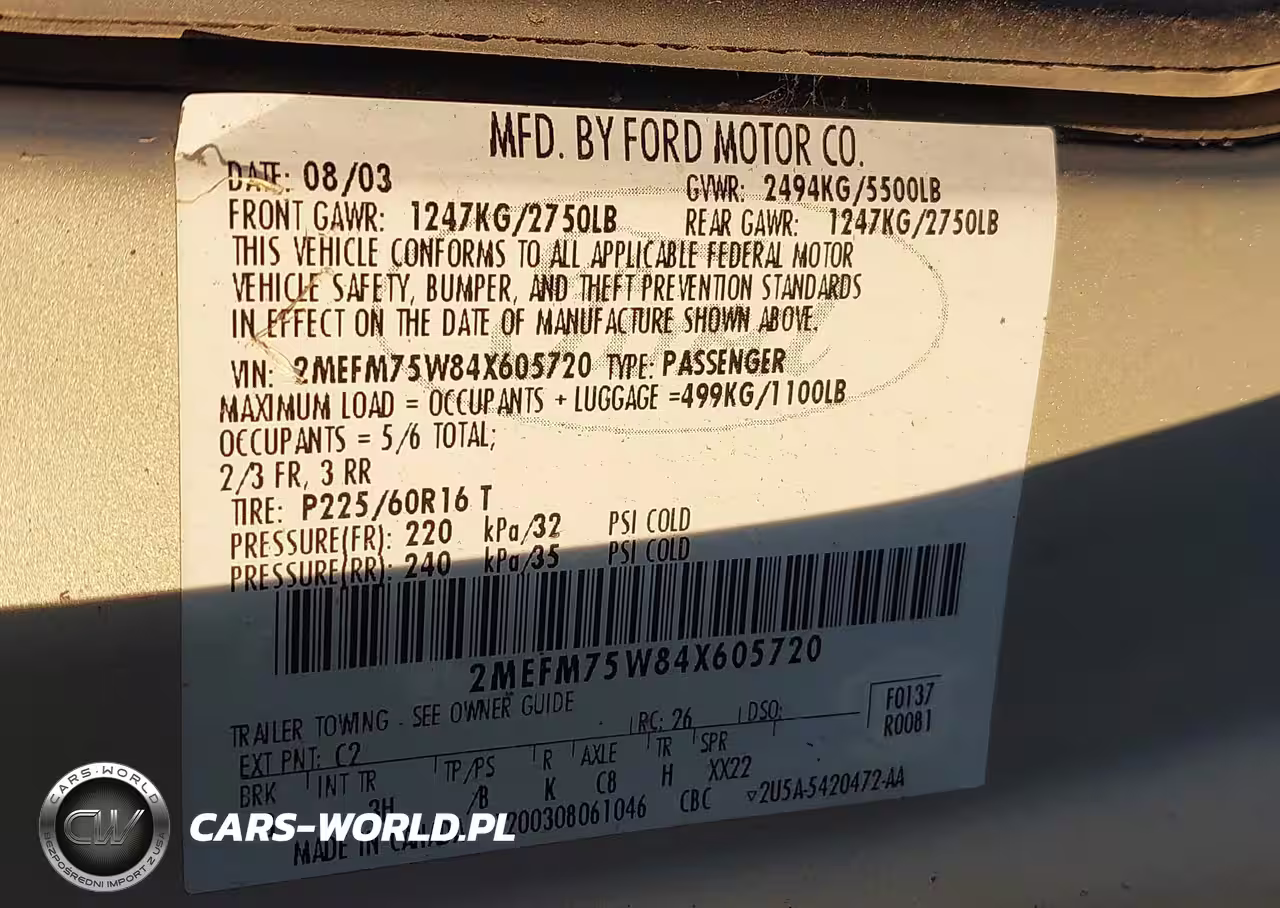 MFD. BY FORD MOTOR CO.
DATE: 08/03 GVWR: 2494KG/5500LB
FRONT GAWR: 1247KG/2750LB REAR GAWR: 1247KG/2750LB
THIS VEHICLE CONFORMS TO ALL APPLICABLE FEDERAL MOTOR
VEHICLE SAFETY, BUMPER, AND THEFT PREVENTION STANDARDS
IN EFFECT ON THE DATE OF MANUFACTURE SHOWN ABOVE.
VIN: 2MEFM75W84X605720 TYPE: PASSENGER
MAXIMUM LOAD = OCCUPANTS + LUGGAGE =499KG/1100LB
OCCUPANTS = 5/6 TOTAL;
2/3 FR, 3 RR
TIRE: P225/60R16 T
PRESSURE(FR): 220 kPa/32 PSI COLD
PRESSURE(RR): 240 kPa/35 PSI COLD
2MEFM75W84X605720
TRAILER TOWING - SEE OWNER GUIDE
F0137
R0081
EXT PNT: C2 RC: 26 DSO:
BRK INT TR TP/PS R AXLE TR SPR
3H /B K C8 H XX22
MADE IN 200308061046 CBC ▽2U5A-5420472-AA
CARS-WORLD
CW
BEZPOŚREDNI IMPORT Z USA
CARS-WORLD.PL